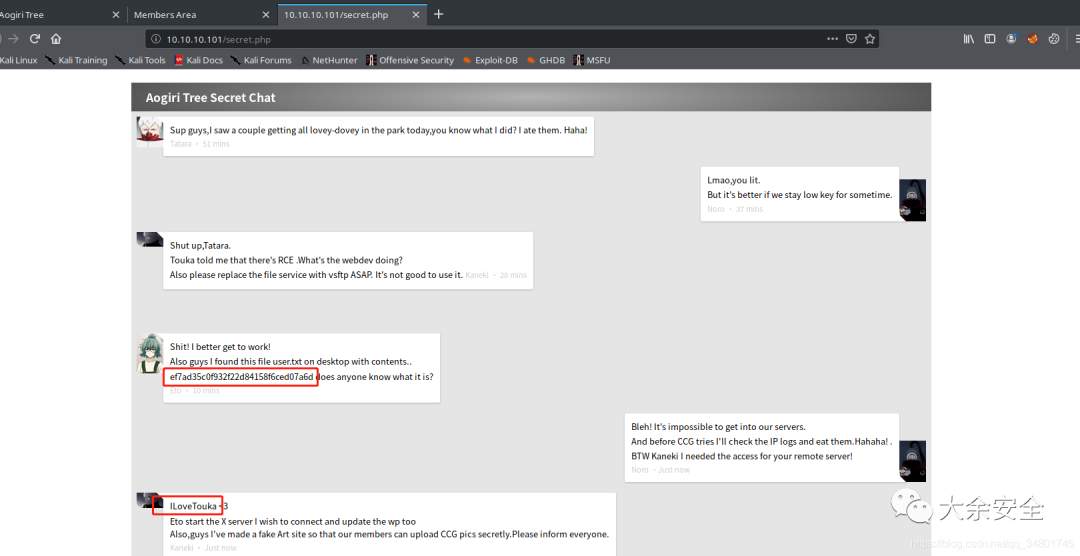 Aogiri Tree
Members Area
10.10.10.101/secret.php
10.10.10.101/secret.php
Kali Linux
Kali Training
Kali Tools
Kali Docs
Kali Forums
NetHunter
Offensive Security
Exploit-DB
GHDB
MSFU
Aogiri Tree Secret Chat
Sup guys,I saw a couple getting all lovey-dovey in the park today,you know what I did? I ate them. Haha!
Tatara • 51 mins
Lmao,you lit.
But it's better if we stay low key for sometime.
Noro • 37 mins
Shut up,Tatara.
Touka told me that there's RCE .What's the webdev doing?
Also please replace the file service with vsftp ASAP. It's not good to use it. Kaneki • 20 mins
Shit! I better get to work!
Also guys I found this file user.txt on desktop with contents..
ef7ad35c0f932f22d84158f6ced07a6d does anyone know what it is?
Eto • 10 mins
Bleh! It's impossible to get into our servers.
And before CCG tries I'll check the IP logs and eat them.Hahaha! .
BTW Kaneki I needed the access for your remote server!
Noro • Just now
ILoveTouka <3
Eto start the X server I wish to connect and update the wp too
Also,guys I've made a fake Art site so that our members can upload CCG pics secretly.Please inform everyone.
Kaneki • Just now
大余安全
https://blog.csdn.net/qq_34801745